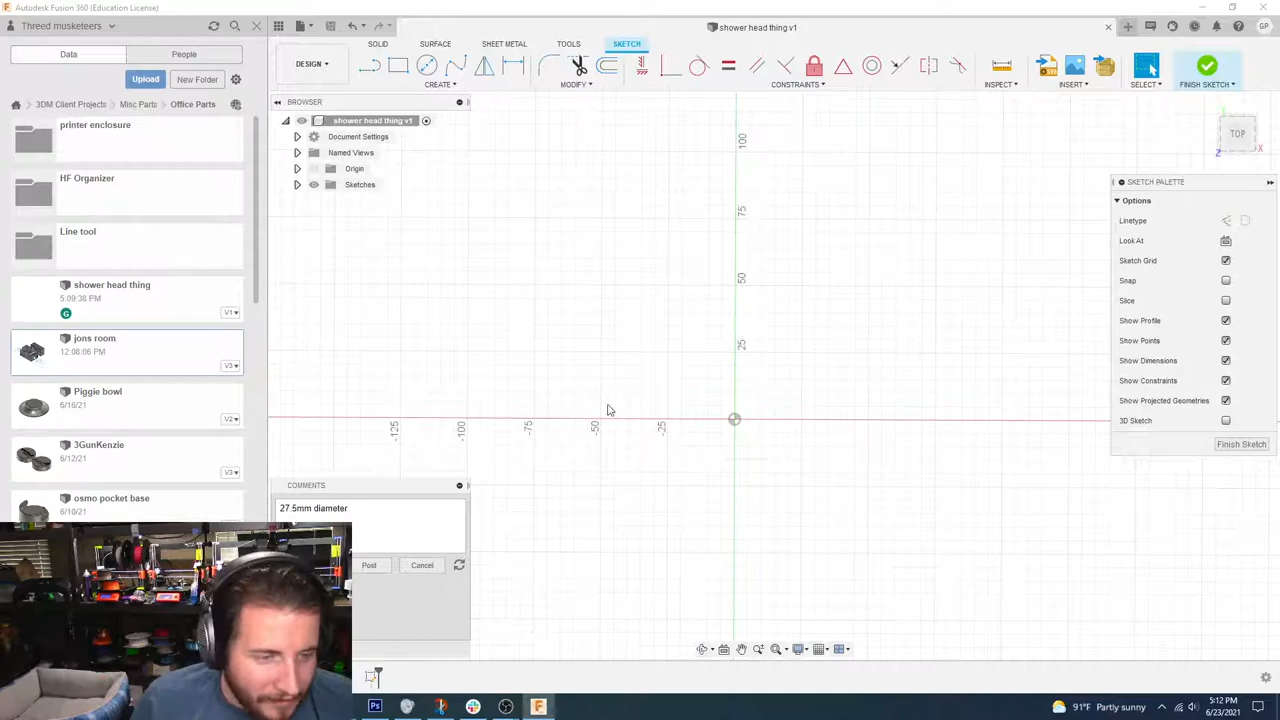 Autodesk Fusion 360 (Education License)
Threed musketeers
shower head thing v1
GP
Data
People
Upload
New Folder
3DM Client Projects
Misc Parts
Office Parts
DESIGN
SOLID
SURFACE
SHEET METAL
TOOLS
SKETCH
CREATE
MODIFY
CONSTRAINTS
INSPECT
INSERT
SELECT
FINISH SKETCH
BROWSER
shower head thing v1
Document Settings
Named Views
Origin
Sketches
printer enclosure
HF Organizer
Line tool
shower head thing
5:09:38 PM
G
V1
jons room
12:08:06 PM
V3
Piggie bowl
6/16/21
V2
3GunKenzie
6/12/21
V3
osmo pocket base
6/10/21
100
75
50
25
-125
-100
-75
-50
-25
TOP
X
Z
SKETCH PALETTE
Options
Linetype
Look At
Sketch Grid
Snap
Slice
Show Profile
Show Points
Show Dimensions
Show Constraints
Show Projected Geometries
3D Sketch
Finish Sketch
COMMENTS
27.5mm diameter
Post
Cancel
Ps
F
91°F Partly sunny
5:12 PM
6/23/2021